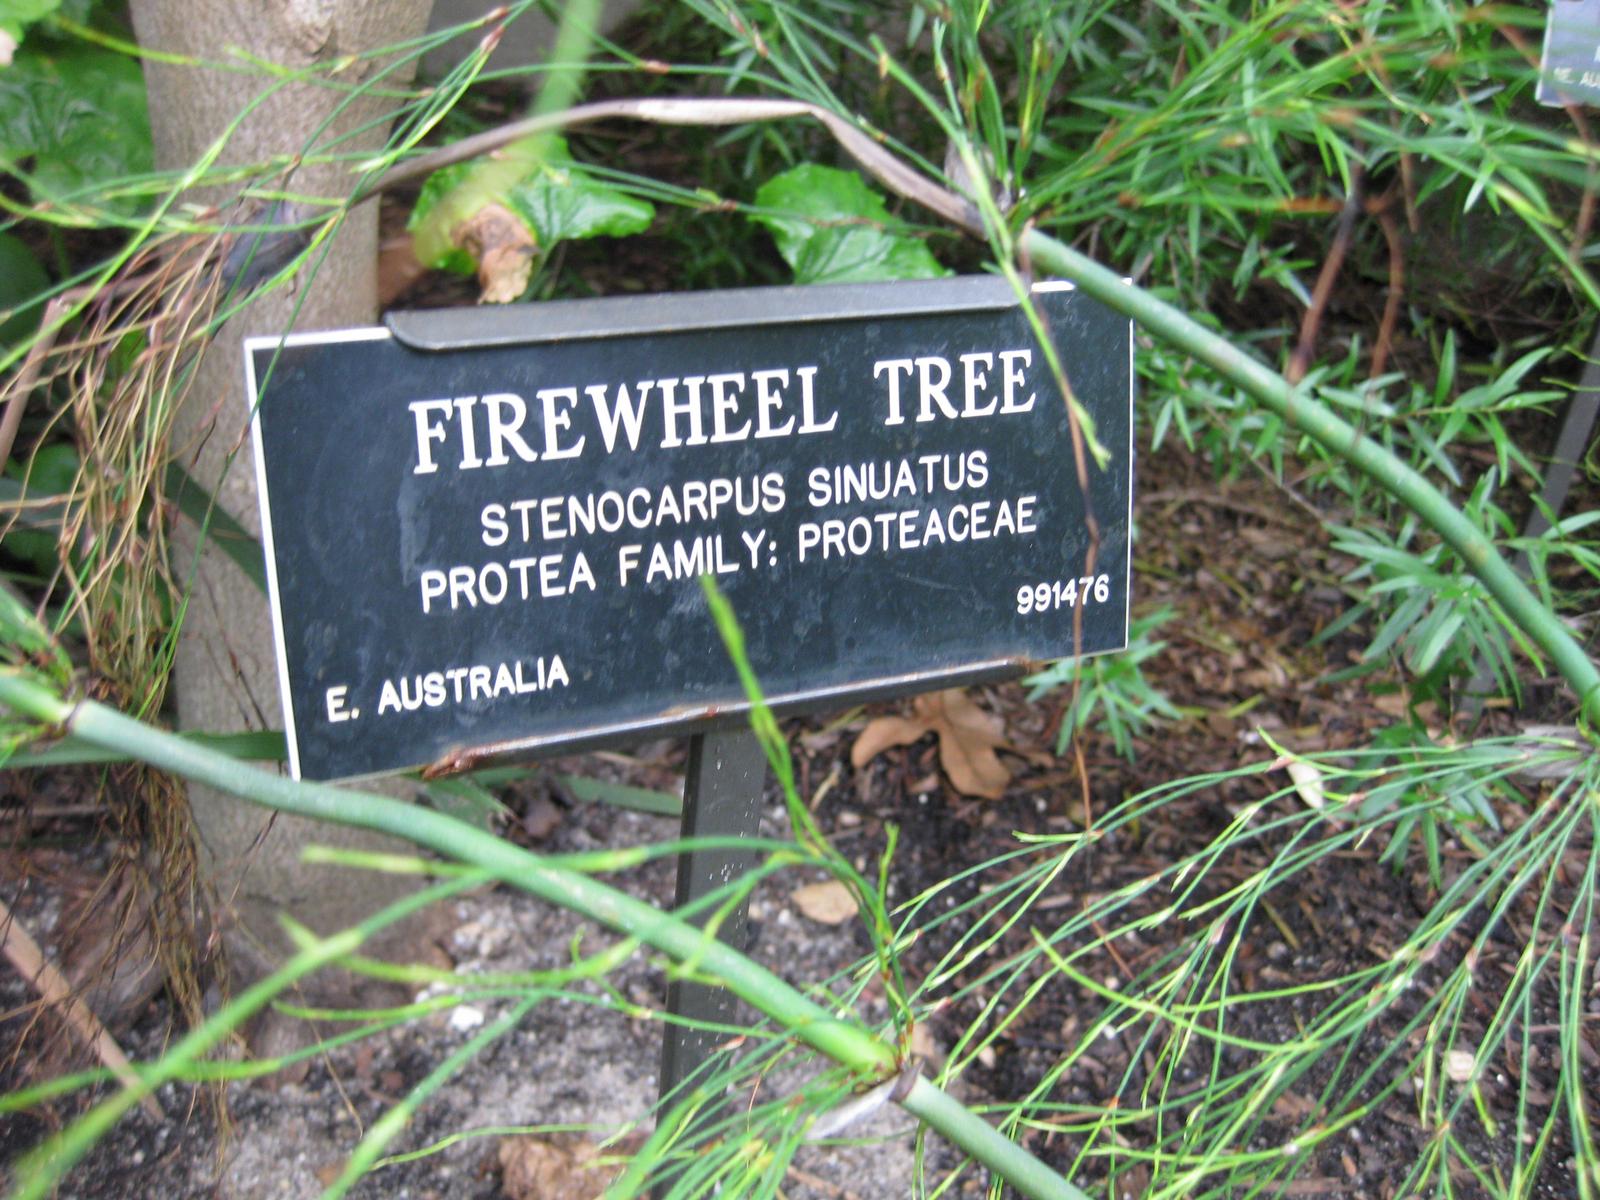 FIREWHEEL TREE
STENOCARPUS SINUATUS
PROTEA FAMILY: PROTEACEAE
991476
E. AUSTRALIA